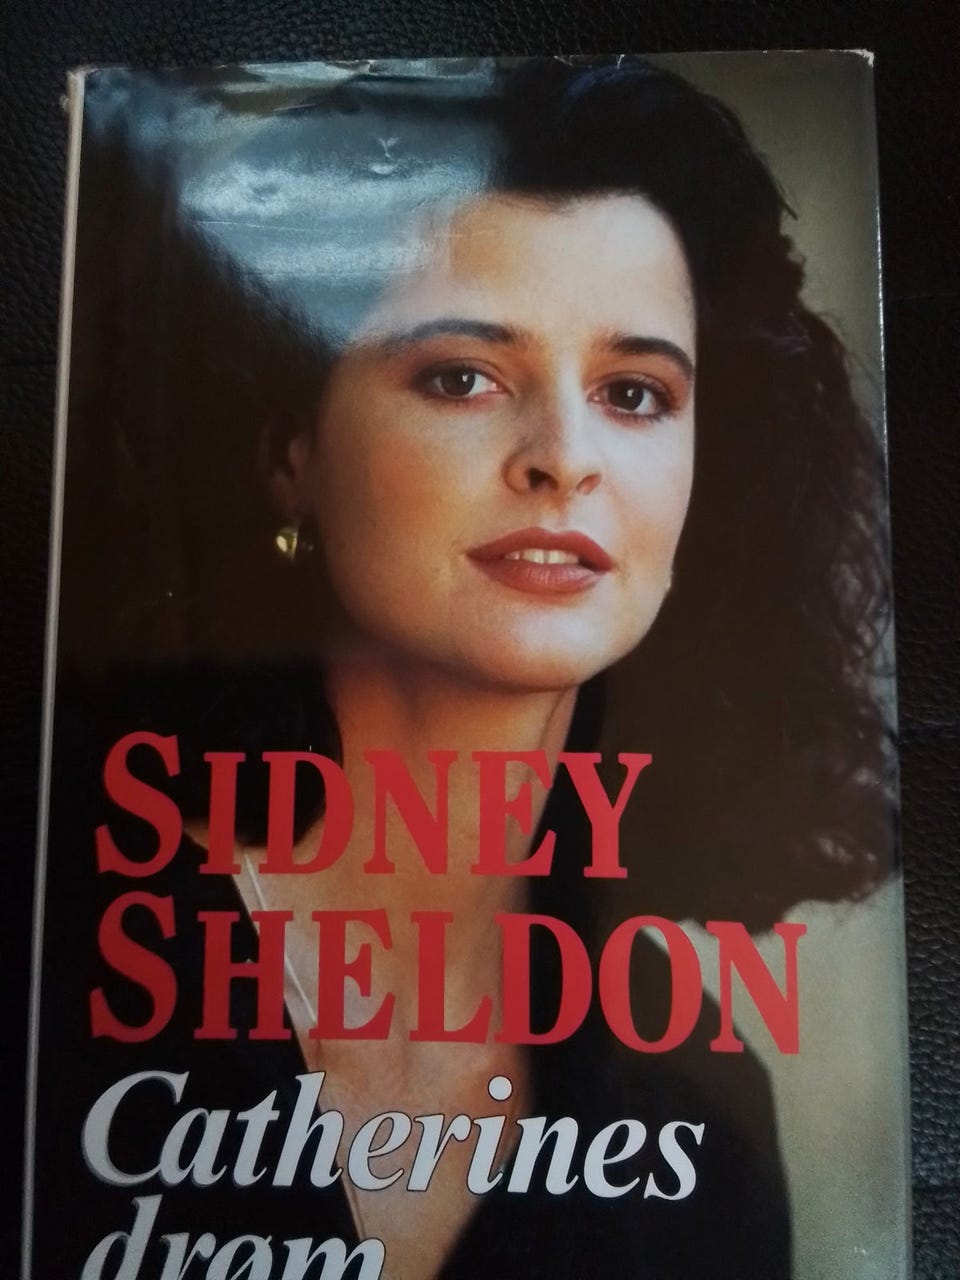 SIDNEY
SHELDON
Catherines
drøm